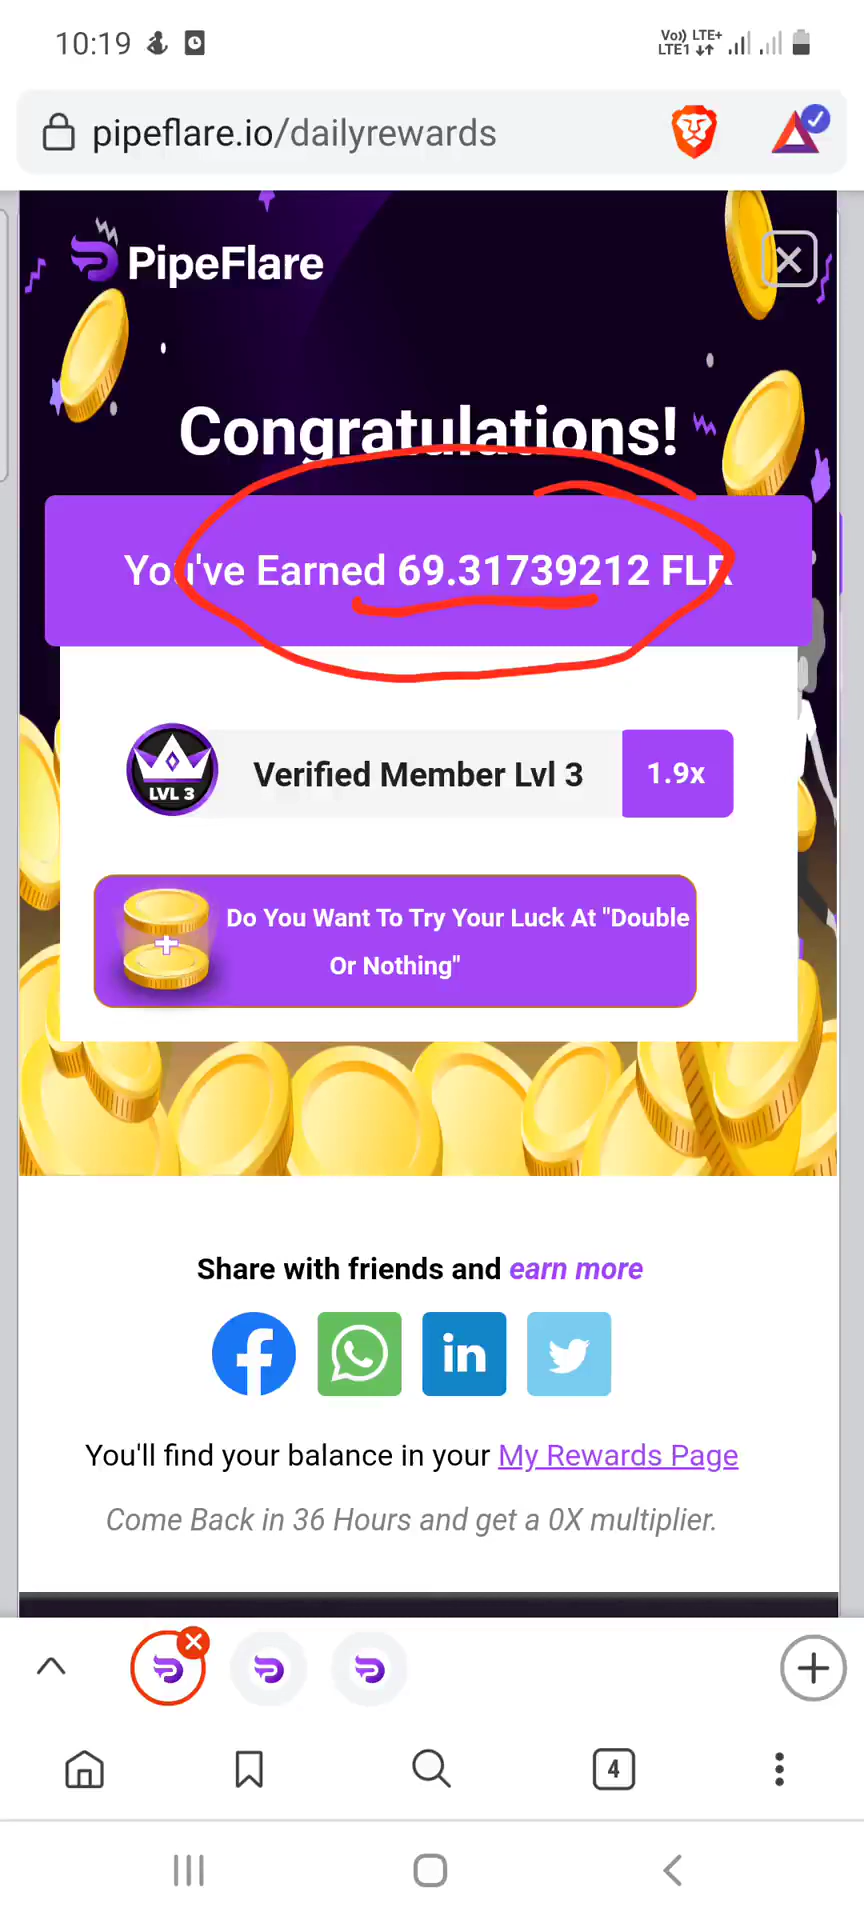 10:19
Vo)) LTE+
LTE1
pipeflare.io/dailyrewards
PipeFlare
Congratulations!
You've Earned 69.31739212 FLR
LVL 3
Verified Member Lvl 3
1.9x
Do You Want To Try Your Luck At "Double
Or Nothing"
Share with friends and earn more
in
You'll find your balance in your My Rewards Page
Come Back in 36 Hours and get a 0X multiplier.
4